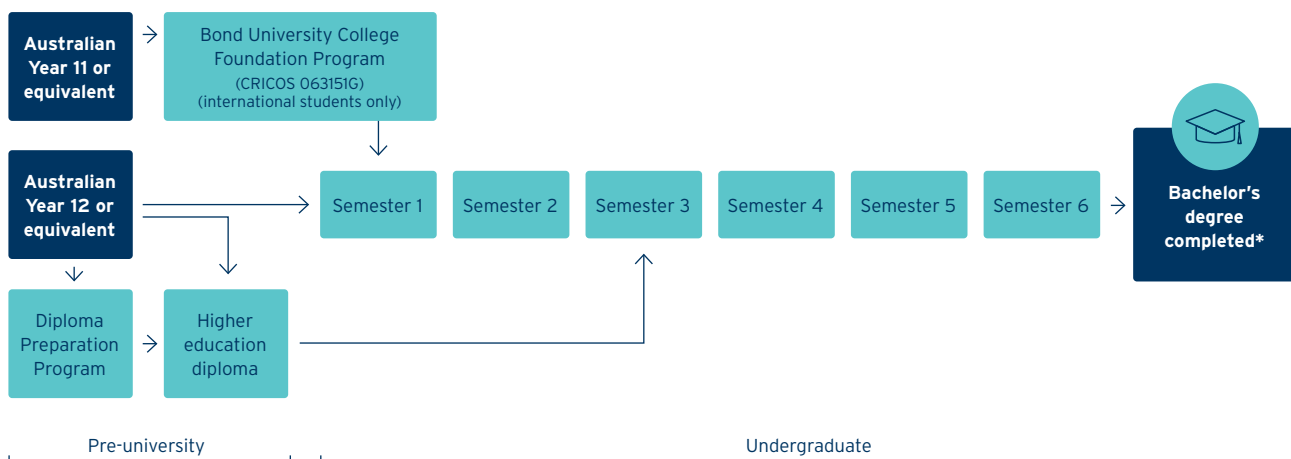 Australian
Year 11 or
equivalent
Bond University College
Foundation Program
(CRICOS 063151G)
(international students only)
Australian
Year 12 or
equivalent
Semester 1
Semester 2
Semester 3
Semester 4
Semester 5
Semester 6
Bachelor's
degree
completed*
Diploma
Preparation
Program
Higher
education
diploma
Pre-university
Undergraduate